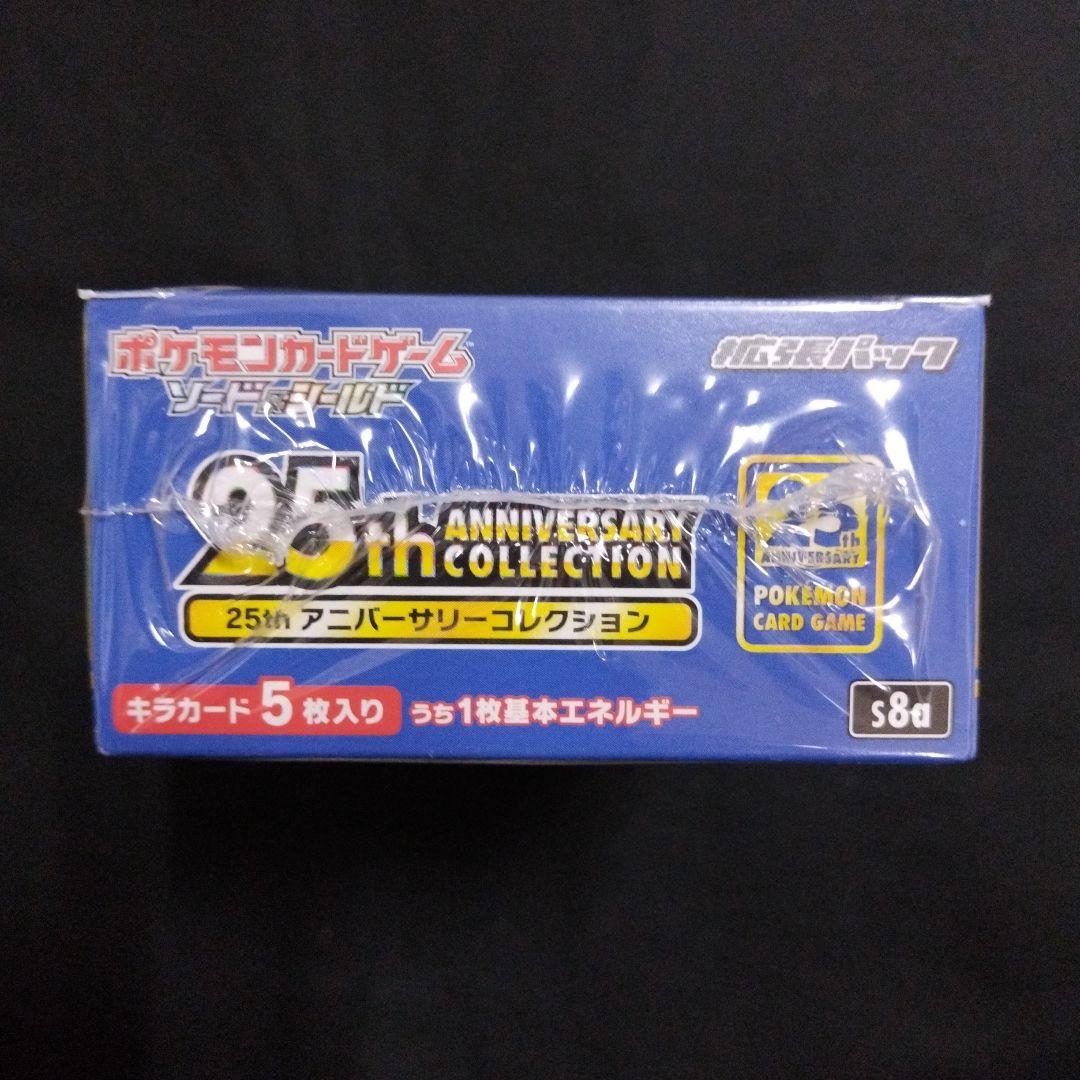 ポケモンカードゲーム™
ソード&シールド
拡張パック
25th ANNIVERSARY COLLECTION
25th アニバーサリーコレクション
25th ANNIVERSARY
POKÉMON
CARD GAME
キラカード5枚入り うち1枚基本エネルギー
s8a